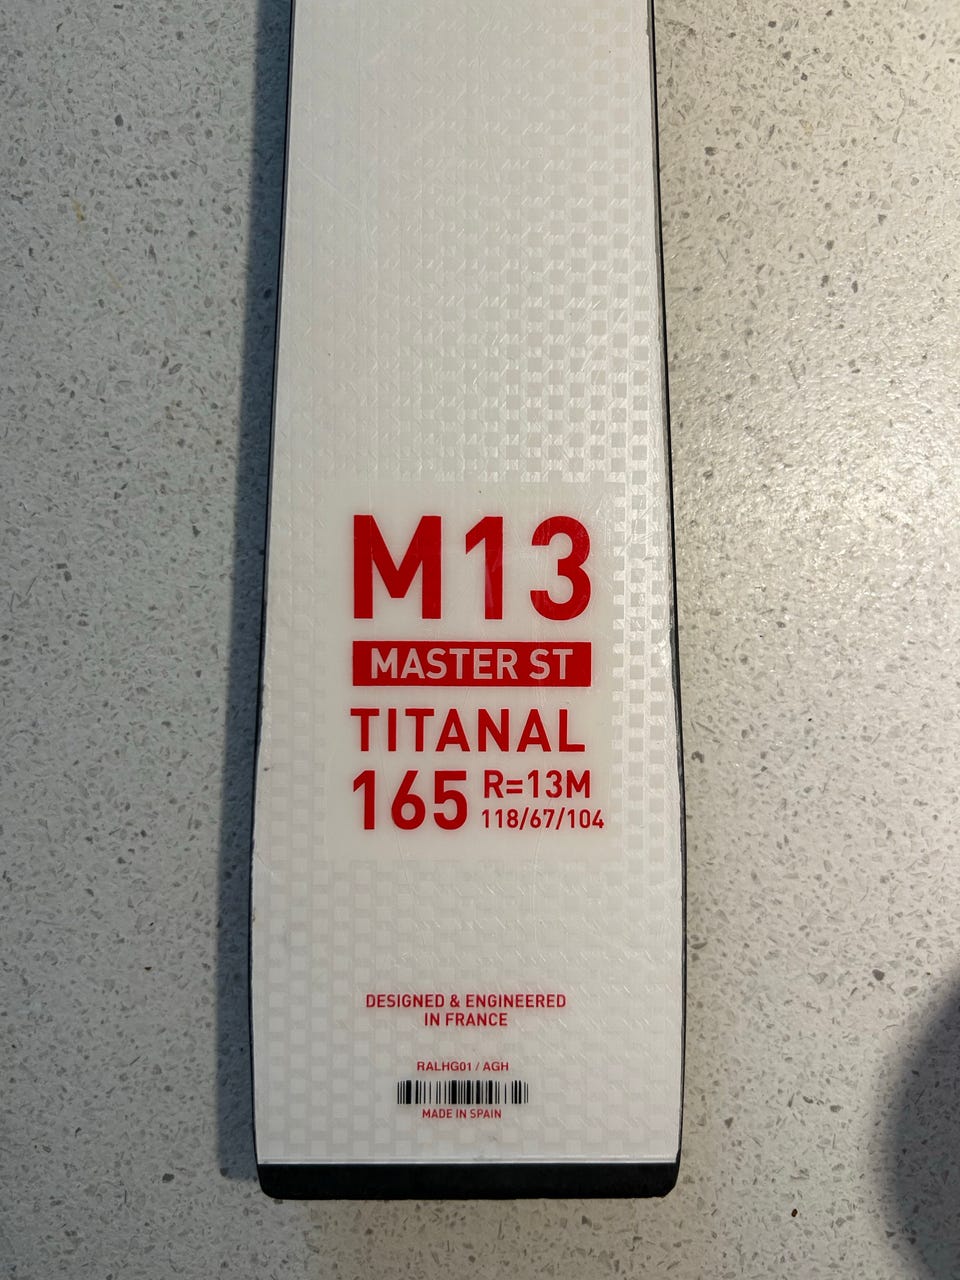 M13
MASTER ST
TITANAL
165 R=13M
118/67/104
DESIGNED & ENGINEERED
IN FRANCE
RALHG01 / AGH
MADE IN SPAIN